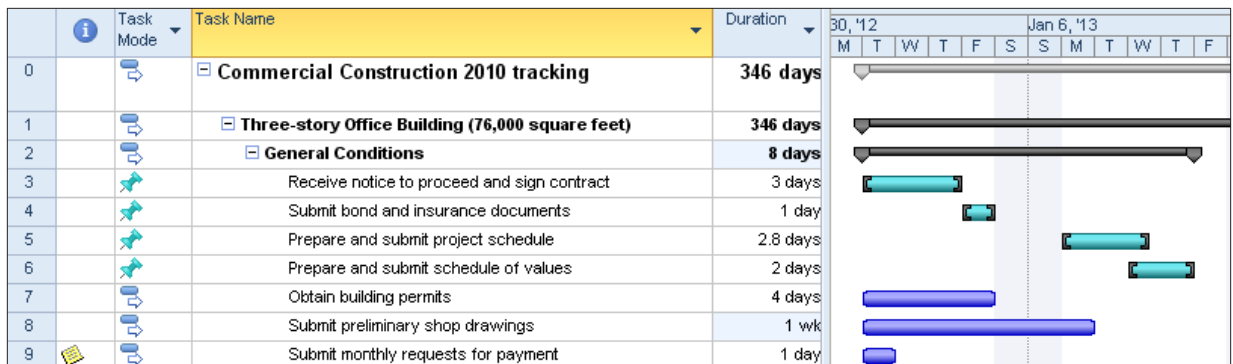 Task Mode Task Name Duration 30, '12 Jan 6, '13
M T W T F S S M T W T F
0 Commercial Construction 2010 tracking 346 days
1 Three-story Office Building (76,000 square feet) 346 days
2 General Conditions 8 days
3 Receive notice to proceed and sign contract 3 days
4 Submit bond and insurance documents 1 day
5 Prepare and submit project schedule 2.8 days
6 Prepare and submit schedule of values 2 days
7 Obtain building permits 4 days
8 Submit preliminary shop drawings 1 wk
9 Submit monthly requests for payment 1 day